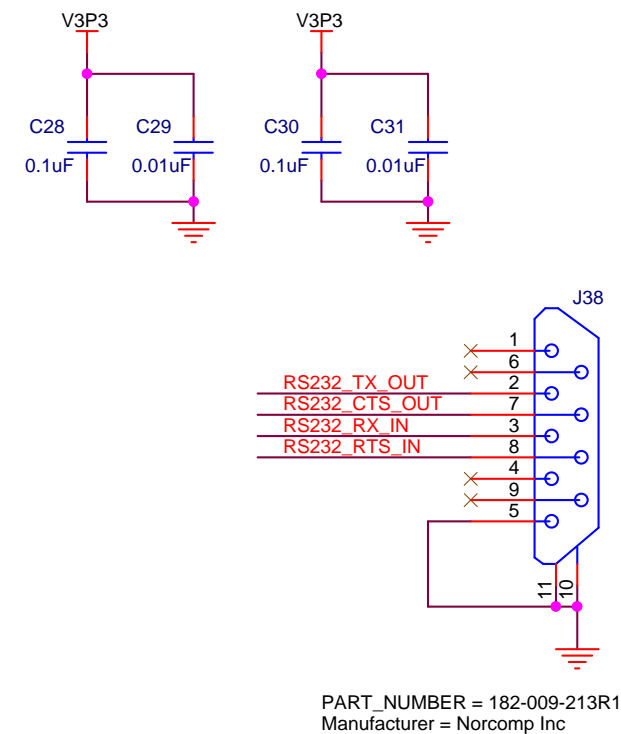 V3P3 V3P3
C28 C29 C30 C31
0.1uF 0.01uF 0.1uF 0.01uF
J38
1
6
RS232_TX_OUT 2
RS232_CTS_OUT 7
RS232_RX_IN 3
RS232_RTS_IN 8
4
9
5
11 10
PART_NUMBER = 182-009-213R1
Manufacturer = Norcomp Inc